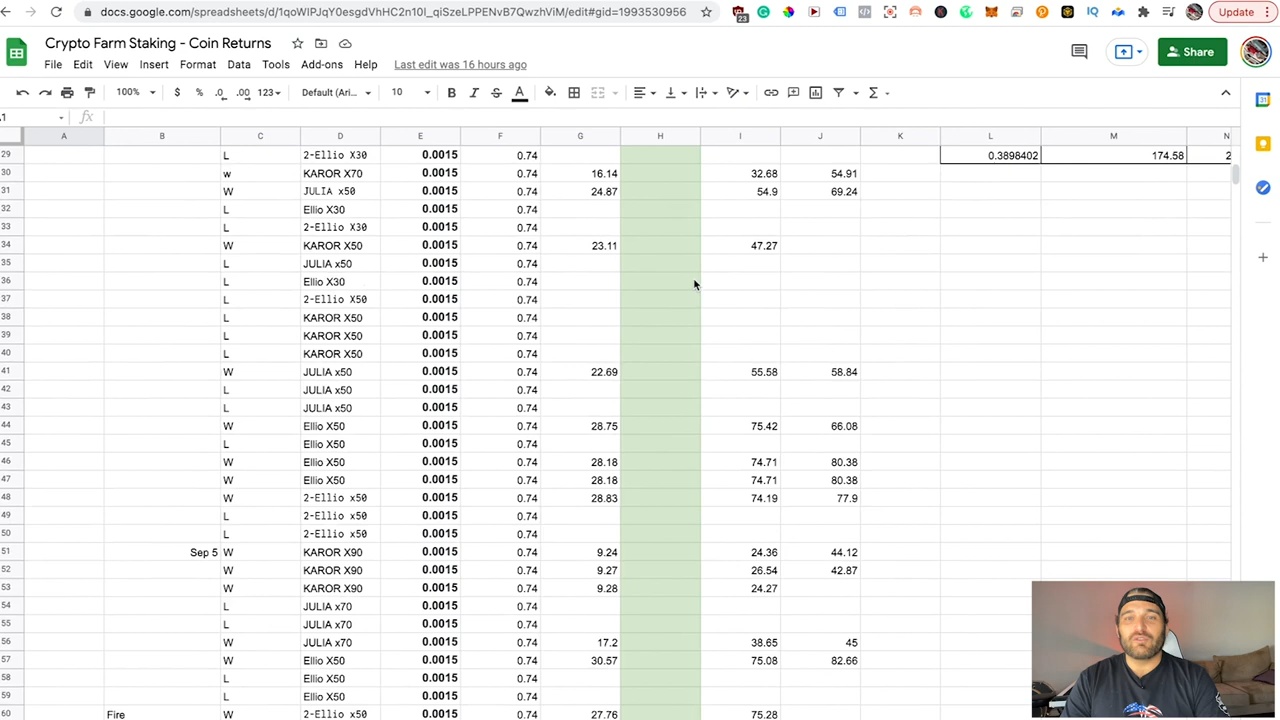 docs.google.com/spreadsheets/d/1qoWIPJqY0esgdVhHC2n10I_qiSzeLPPENvB7QwzhViM/edit#gid=1993530956 23 Update
Crypto Farm Staking - Coin Returns
File Edit View Insert Format Data Tools Add-ons Help Last edit was 16 hours ago Share
100% $ % .0 .00 123 Default (Ari... 10 B I S A
A B C D E F G H I J K L M N
29 L 2-Ellio X30 0.0015 0.74 0.3898402 174.58 2
30 w KAROR X70 0.0015 0.74 16.14 32.68 54.91
31 W JULIA x50 0.0015 0.74 24.87 54.9 69.24
32 L Ellio X30 0.0015 0.74
33 L 2-Ellio X30 0.0015 0.74
34 W KAROR X50 0.0015 0.74 23.11 47.27
35 L JULIA x50 0.0015 0.74
36 L Ellio X30 0.0015 0.74
37 L 2-Ellio X50 0.0015 0.74
38 L KAROR X50 0.0015 0.74
39 L KAROR X50 0.0015 0.74
40 L KAROR X50 0.0015 0.74
41 W JULIA x50 0.0015 0.74 22.69 55.58 58.84
42 L JULIA x50 0.0015 0.74
43 L JULIA x50 0.0015 0.74
44 W Ellio X50 0.0015 0.74 28.75 75.42 66.08
45 L Ellio X50 0.0015 0.74
46 W Ellio X50 0.0015 0.74 28.18 74.71 80.38
47 W Ellio X50 0.0015 0.74 28.18 74.71 80.38
48 W 2-Ellio x50 0.0015 0.74 28.83 74.19 77.9
49 L 2-Ellio x50 0.0015 0.74
50 L 2-Ellio x50 0.0015 0.74
51 Sep 5 W KAROR X90 0.0015 0.74 9.24 24.36 44.12
52 W KAROR X90 0.0015 0.74 9.27 26.54 42.87
53 W KAROR X90 0.0015 0.74 9.28 24.27
54 L JULIA x70 0.0015 0.74
55 L JULIA x70 0.0015 0.74
56 W JULIA x70 0.0015 0.74 17.2 38.65 45
57 W Ellio X50 0.0015 0.74 30.57 75.08 82.66
58 L Ellio X50 0.0015 0.74
59 L Ellio X50 0.0015 0.74
60 Fire W 2-Ellio x50 0.0015 0.74 27.76 75.28